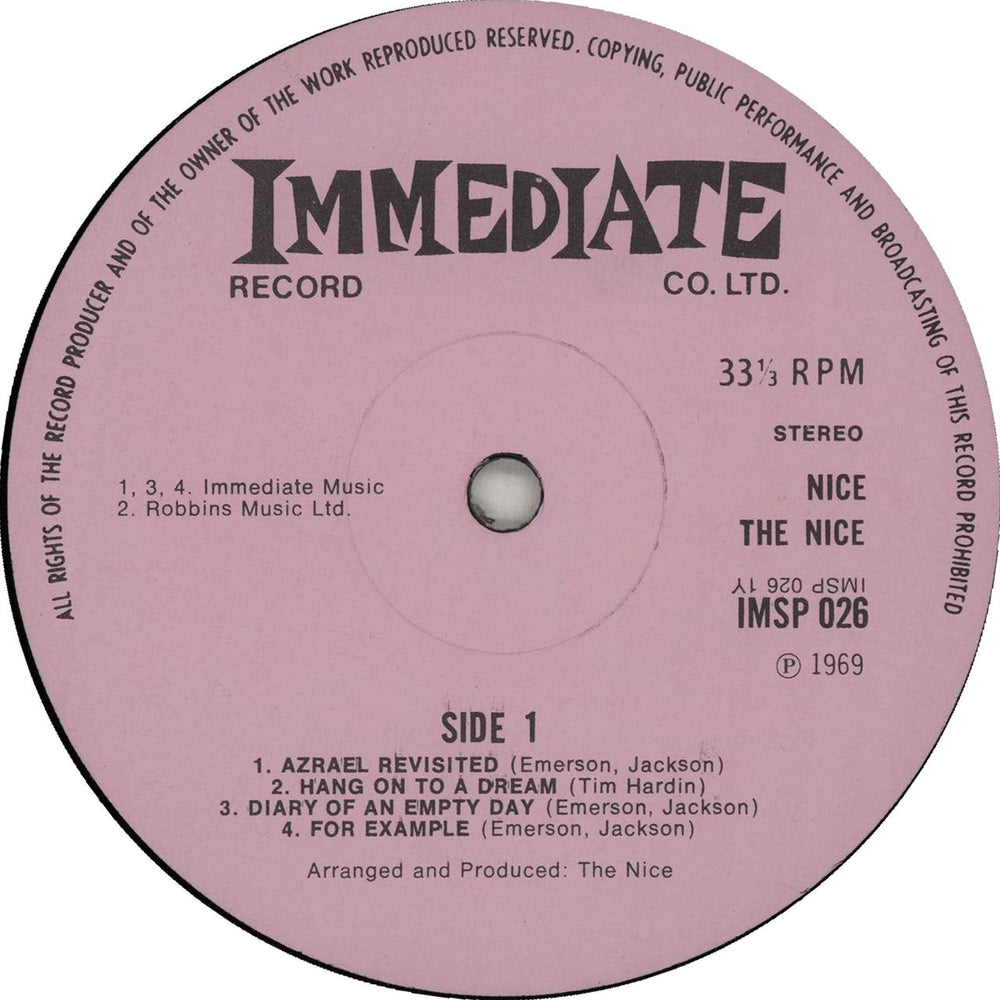 ALL RIGHTS OF THE RECORD PRODUCER AND OF THE OWNER OF THE WORK REPRODUCED RESERVED. COPYING, PUBLIC PERFORMANCE AND BROADCASTING OF THIS RECORD PROHIBITED
IMMEDIATE
RECORD CO. LTD.
33⅓ RPM
STEREO
1, 3, 4. Immediate Music
2. Robbins Music Ltd.
NICE
THE NICE
IMSP 026 1Y
IMSP 026
Ⓟ 1969
SIDE 1
1. AZRAEL REVISITED (Emerson, Jackson)
2. HANG ON TO A DREAM (Tim Hardin)
3. DIARY OF AN EMPTY DAY (Emerson, Jackson)
4. FOR EXAMPLE (Emerson, Jackson)
Arranged and Produced: The Nice